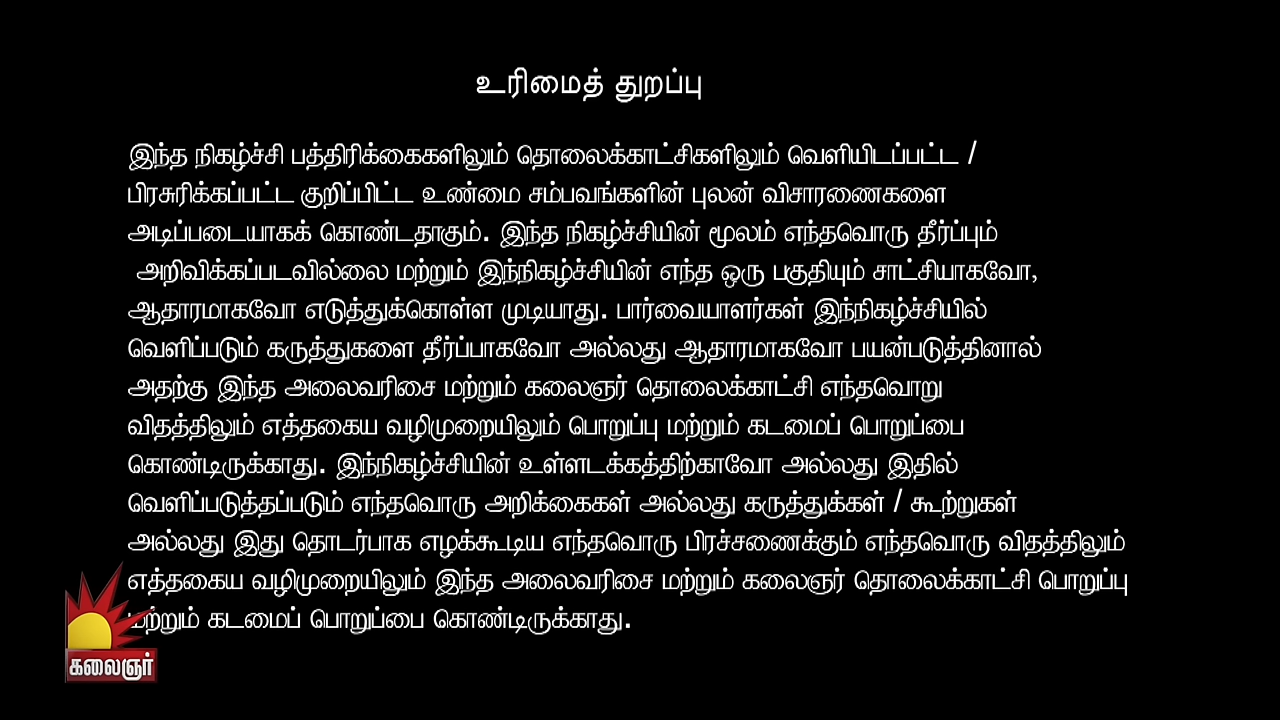 உரிமைத் துறப்பு
இந்த நிகழ்ச்சி பத்திரிக்கைகளிலும் தொலைக்காட்சிகளிலும் வெளியிடப்பட்ட /
பிரசுரிக்கப்பட்ட குறிப்பிட்ட உண்மை சம்பவங்களின் புலன் விசாரணைகளை
அடிப்படையாகக் கொண்டதாகும். இந்த நிகழ்ச்சியின் மூலம் எந்தவொரு தீர்ப்பும்
அறிவிக்கப்படவில்லை மற்றும் இந்நிகழ்ச்சியின் எந்த ஒரு பகுதியும் சாட்சியாகவோ,
ஆதாரமாகவோ எடுத்துக்கொள்ள முடியாது. பார்வையாளர்கள் இந்நிகழ்ச்சியில்
வெளிப்படும் கருத்துகளை தீர்ப்பாகவோ அல்லது ஆதாரமாகவோ பயன்படுத்தினால்
அதற்கு இந்த அலைவரிசை மற்றும் கலைஞர் தொலைக்காட்சி எந்தவொறு
விதத்திலும் எத்தகைய வழிமுறையிலும் பொறுப்பு மற்றும் கடமைப் பொறுப்பை
கொண்டிருக்காது. இந்நிகழ்ச்சியின் உள்ளடக்கத்திற்காவோ அல்லது இதில்
வெளிப்படுத்தப்படும் எந்தவொரு அறிக்கைகள் அல்லது கருத்துக்கள் / கூற்றுகள்
அல்லது இது தொடர்பாக எழக்கூடிய எந்தவொரு பிரச்சணைக்கும் எந்தவொரு விதத்திலும்
எத்தகைய வழிமுறையிலும் இந்த அலைவரிசை மற்றும் கலைஞர் தொலைக்காட்சி பொறுப்பு
மற்றும் கடமைப் பொறுப்பை கொண்டிருக்காது.
கலைஞர்